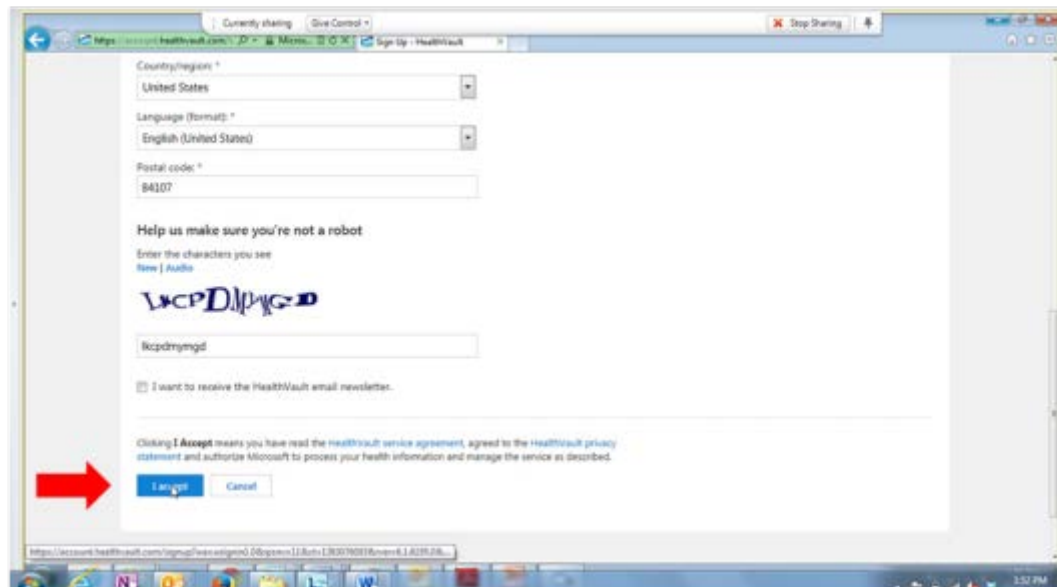 Currently sharing Give Control
Stop Sharing
Sign Up - HealthVault
Country/region: *
United States
Language (format): *
English (United States)
Postal code: *
84107
Help us make sure you're not a robot
Enter the characters you see
New | Audio
lkcpdmymgd
I want to receive the HealthVault email newsletter.
Clicking I Accept means you have read the HealthVault service agreement, agreed to the HealthVault privacy
statement and authorize Microsoft to process your health information and manage the service as described.
I accept Cancel
3:52 PM